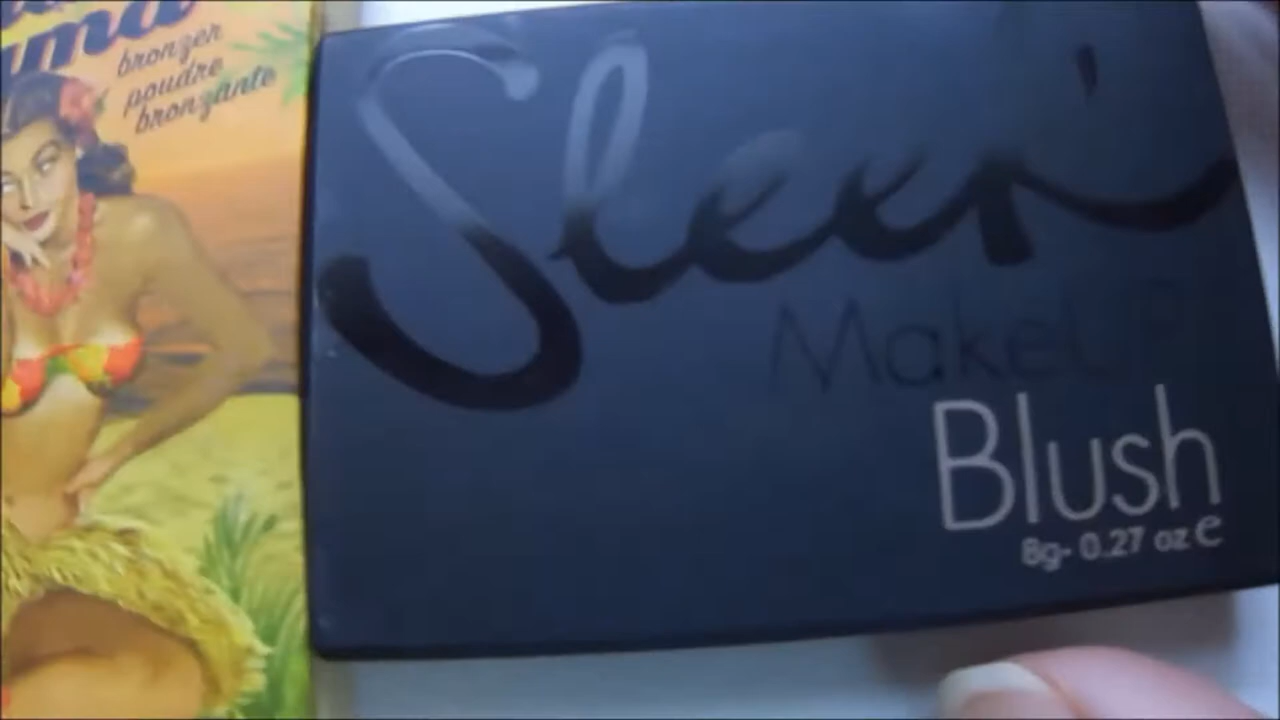 bronzer
poudre
bronzante
Sleek
MakeUP
Blush
8g- 0.27 oz e